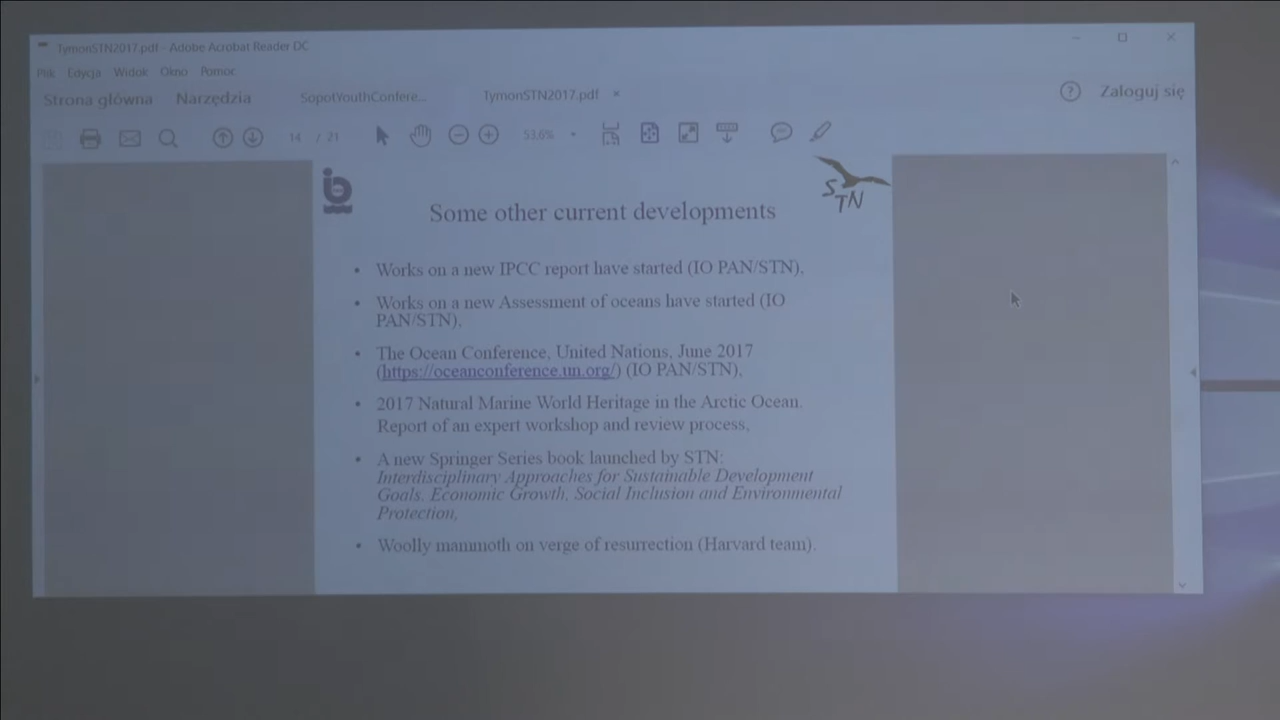 TymonSTN2017.pdf - Adobe Acrobat Reader DC
Plik Edycja Widok Okno Pomoc
Strona główna Narzędzia SopotYouthConfere... TymonSTN2017.pdf × Zaloguj się
14 / 21 53,6%
STN
Some other current developments
• Works on a new IPCC report have started (IO PAN/STN),
• Works on a new Assessment of oceans have started (IO
PAN/STN),
• The Ocean Conference, United Nations, June 2017
(https://oceanconference.un.org/) (IO PAN/STN),
• 2017 Natural Marine World Heritage in the Arctic Ocean.
Report of an expert workshop and review process,
• A new Springer Series book launched by STN:
Interdisciplinary Approaches for Sustainable Development
Goals. Economic Growth, Social Inclusion and Environmental
Protection,
• Woolly mammoth on verge of resurrection (Harvard team).